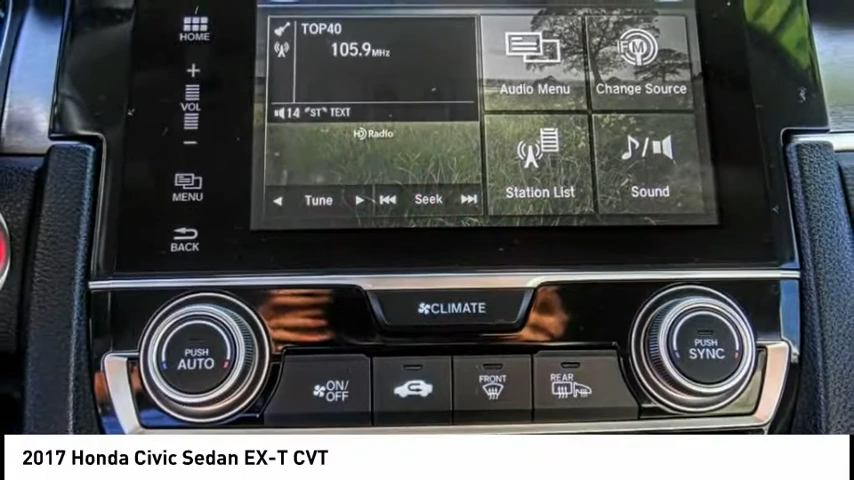 HOME
TOP40
105.9MHz
FM
Audio Menu
Change Source
+
VOL
-
14 "ST" TEXT
HD Radio
MENU
Tune
Seek
Station List
Sound
BACK
CLIMATE
PUSH
AUTO
PUSH
SYNC
ON/
OFF
FRONT
REAR
2017 Honda Civic Sedan EX-T CVT